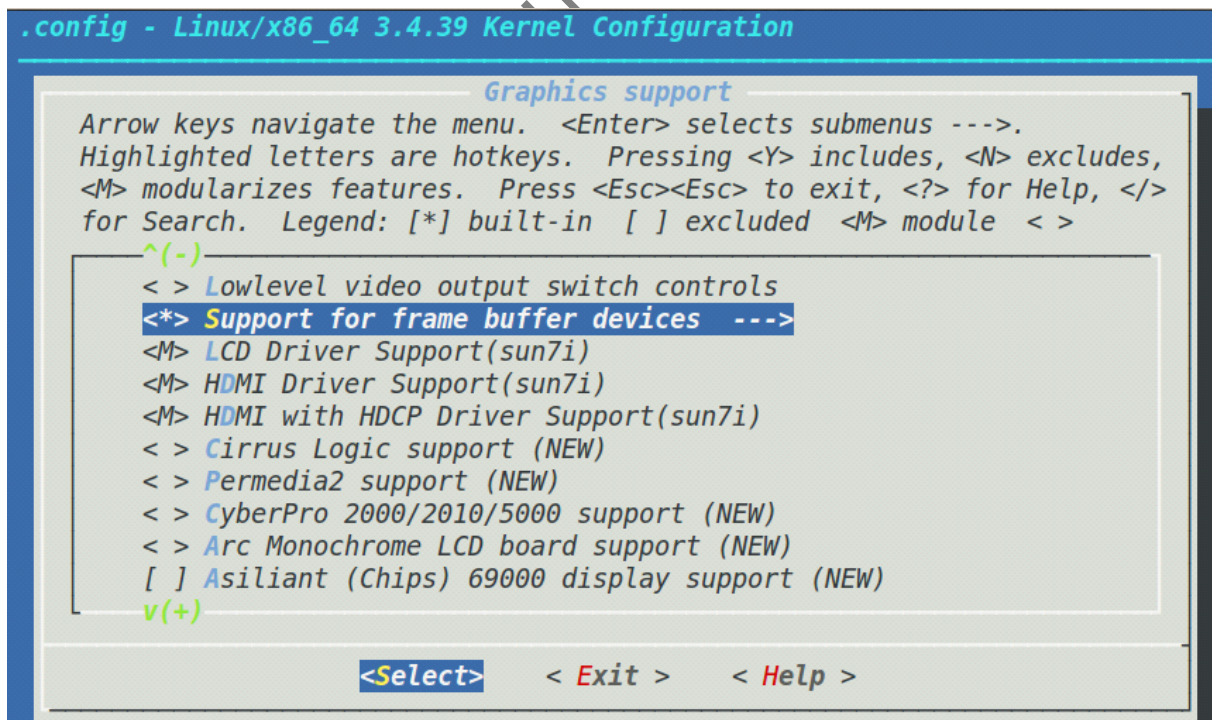 .config - Linux/x86_64 3.4.39 Kernel Configuration
Graphics support
Arrow keys navigate the menu.  <Enter> selects submenus --->.
Highlighted letters are hotkeys.  Pressing <Y> includes, <N> excludes,
<M> modularizes features.  Press <Esc><Esc> to exit, <?> for Help, </>
for Search.  Legend: [*] built-in  [ ] excluded  <M> module  < >
^(-)
< > Lowlevel video output switch controls
<*> Support for frame buffer devices  --->
<M> LCD Driver Support(sun7i)
<M> HDMI Driver Support(sun7i)
<M> HDMI with HDCP Driver Support(sun7i)
< > Cirrus Logic support (NEW)
< > Permedia2 support (NEW)
< > CyberPro 2000/2010/5000 support (NEW)
< > Arc Monochrome LCD board support (NEW)
[ ] Asiliant (Chips) 69000 display support (NEW)
v(+)
<Select>    < Exit >    < Help >